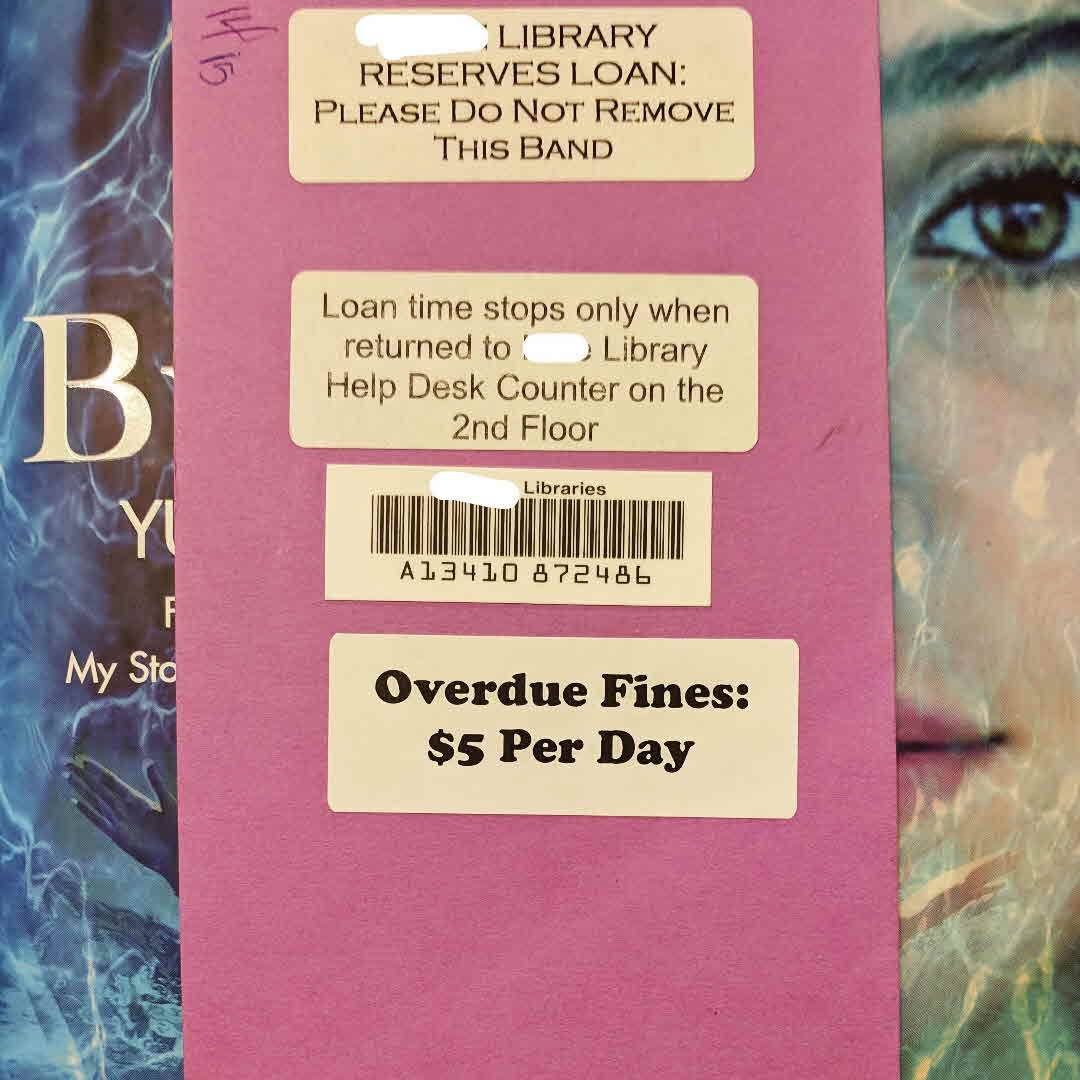 LIBRARY
RESERVES LOAN:
PLEASE DO NOT REMOVE
THIS BAND
Loan time stops only when
returned to Library
Help Desk Counter on the
2nd Floor
Libraries
A13410 872486
Overdue Fines:
$5 Per Day
B
YU
F
My Sto